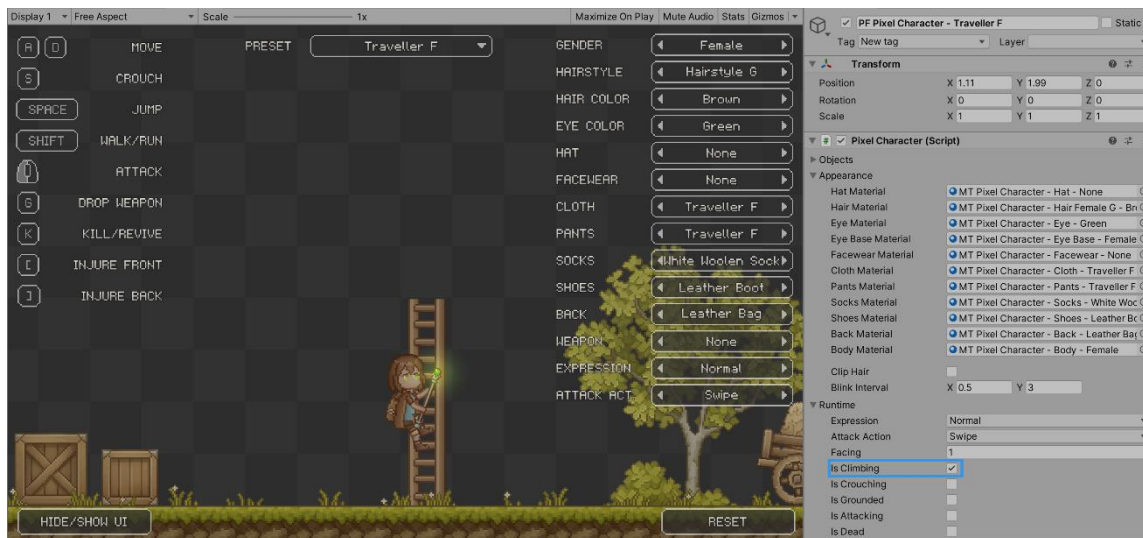 Display 1 Free Aspect Scale 1x Maximize On Play Mute Audio Stats Gizmos
A D MOVE
S CROUCH
SPACE JUMP
SHIFT WALK/RUN
ATTACK
G DROP WEAPON
K KILL/REVIVE
[ INJURE FRONT
] INJURE BACK
PRESET Traveller F
GENDER Female
HAIRSTYLE Hairstyle G
HAIR COLOR Brown
EYE COLOR Green
HAT None
FACEWEAR None
CLOTH Traveller F
PANTS Traveller F
SOCKS White Woolen Sock
SHOES Leather Boot
BACK Leather Bag
WEAPON None
EXPRESSION Normal
ATTACK ACT Swipe
HIDE/SHOW UI
RESET
PF Pixel Character - Traveller F Static
Tag New tag Layer
Transform
Position X 1.11 Y 1.99 Z 0
Rotation X 0 Y 0 Z 0
Scale X 1 Y 1 Z 1
# Pixel Character (Script)
Objects
Appearance
Hat Material MT Pixel Character - Hat - None
Hair Material MT Pixel Character - Hair Female G - Bro
Eye Material MT Pixel Character - Eye - Green
Eye Base Material MT Pixel Character - Eye Base - Female
Facewear Material MT Pixel Character - Facewear - None
Cloth Material MT Pixel Character - Cloth - Traveller F
Pants Material MT Pixel Character - Pants - Traveller F
Socks Material MT Pixel Character - Socks - White Woo
Shoes Material MT Pixel Character - Shoes - Leather Bo
Back Material MT Pixel Character - Back - Leather Bag
Body Material MT Pixel Character - Body - Female
Clip Hair
Blink Interval X 0.5 Y 3
Runtime
Expression Normal
Attack Action Swipe
Facing 1
Is Climbing
Is Crouching
Is Grounded
Is Attacking
Is Dead